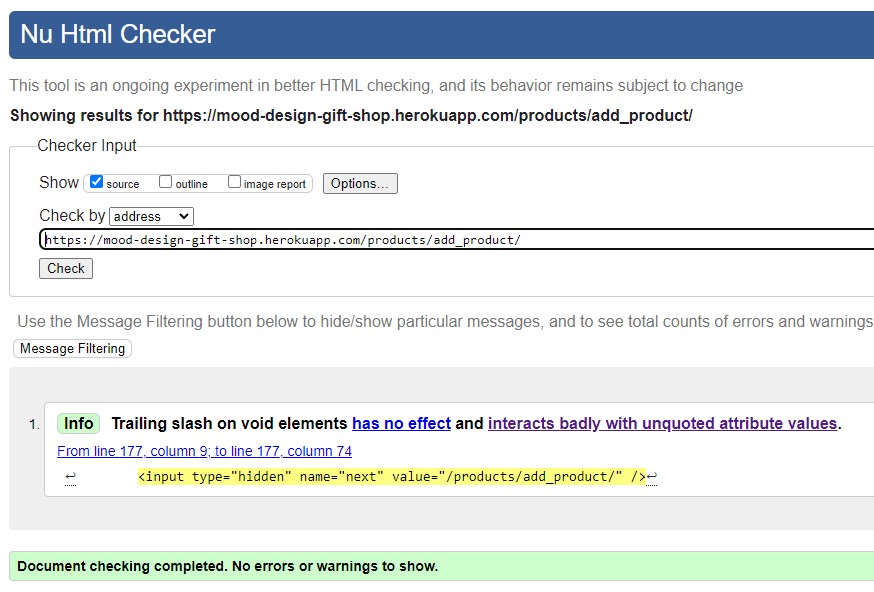 Nu Html Checker
This tool is an ongoing experiment in better HTML checking, and its behavior remains subject to change
Showing results for https://mood-design-gift-shop.herokuapp.com/products/add_product/
Checker Input
Show source outline image report Options...
Check by address
https://mood-design-gift-shop.herokuapp.com/products/add_product/
Check
Use the Message Filtering button below to hide/show particular messages, and to see total counts of errors and warnings
Message Filtering
1. Info Trailing slash on void elements has no effect and interacts badly with unquoted attribute values.
From line 177, column 9; to line 177, column 74
↩ <input type="hidden" name="next" value="/products/add_product/" />↩
Document checking completed. No errors or warnings to show.